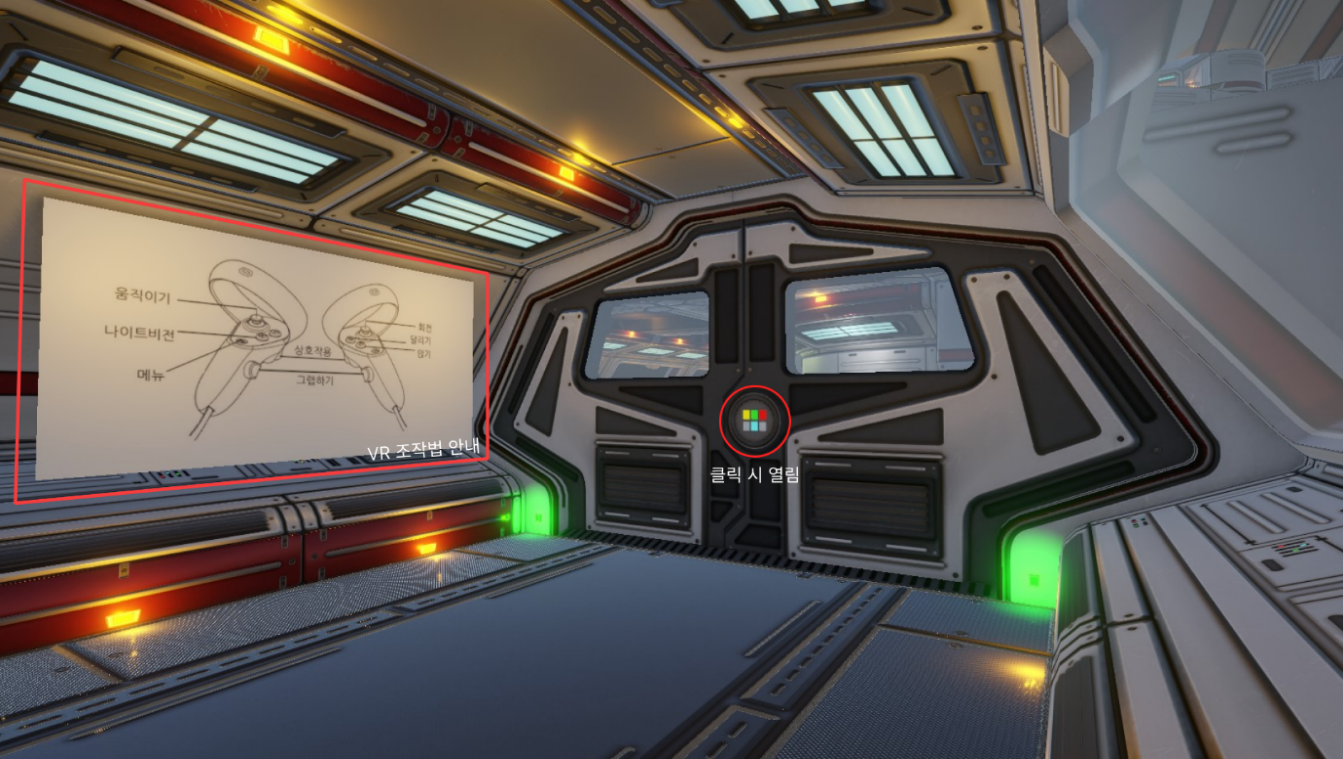 움직이기
나이트비전
메뉴
상호작용
그랩하기
회전
달리기
앉기
VR 조작법 안내
클릭 시 열림